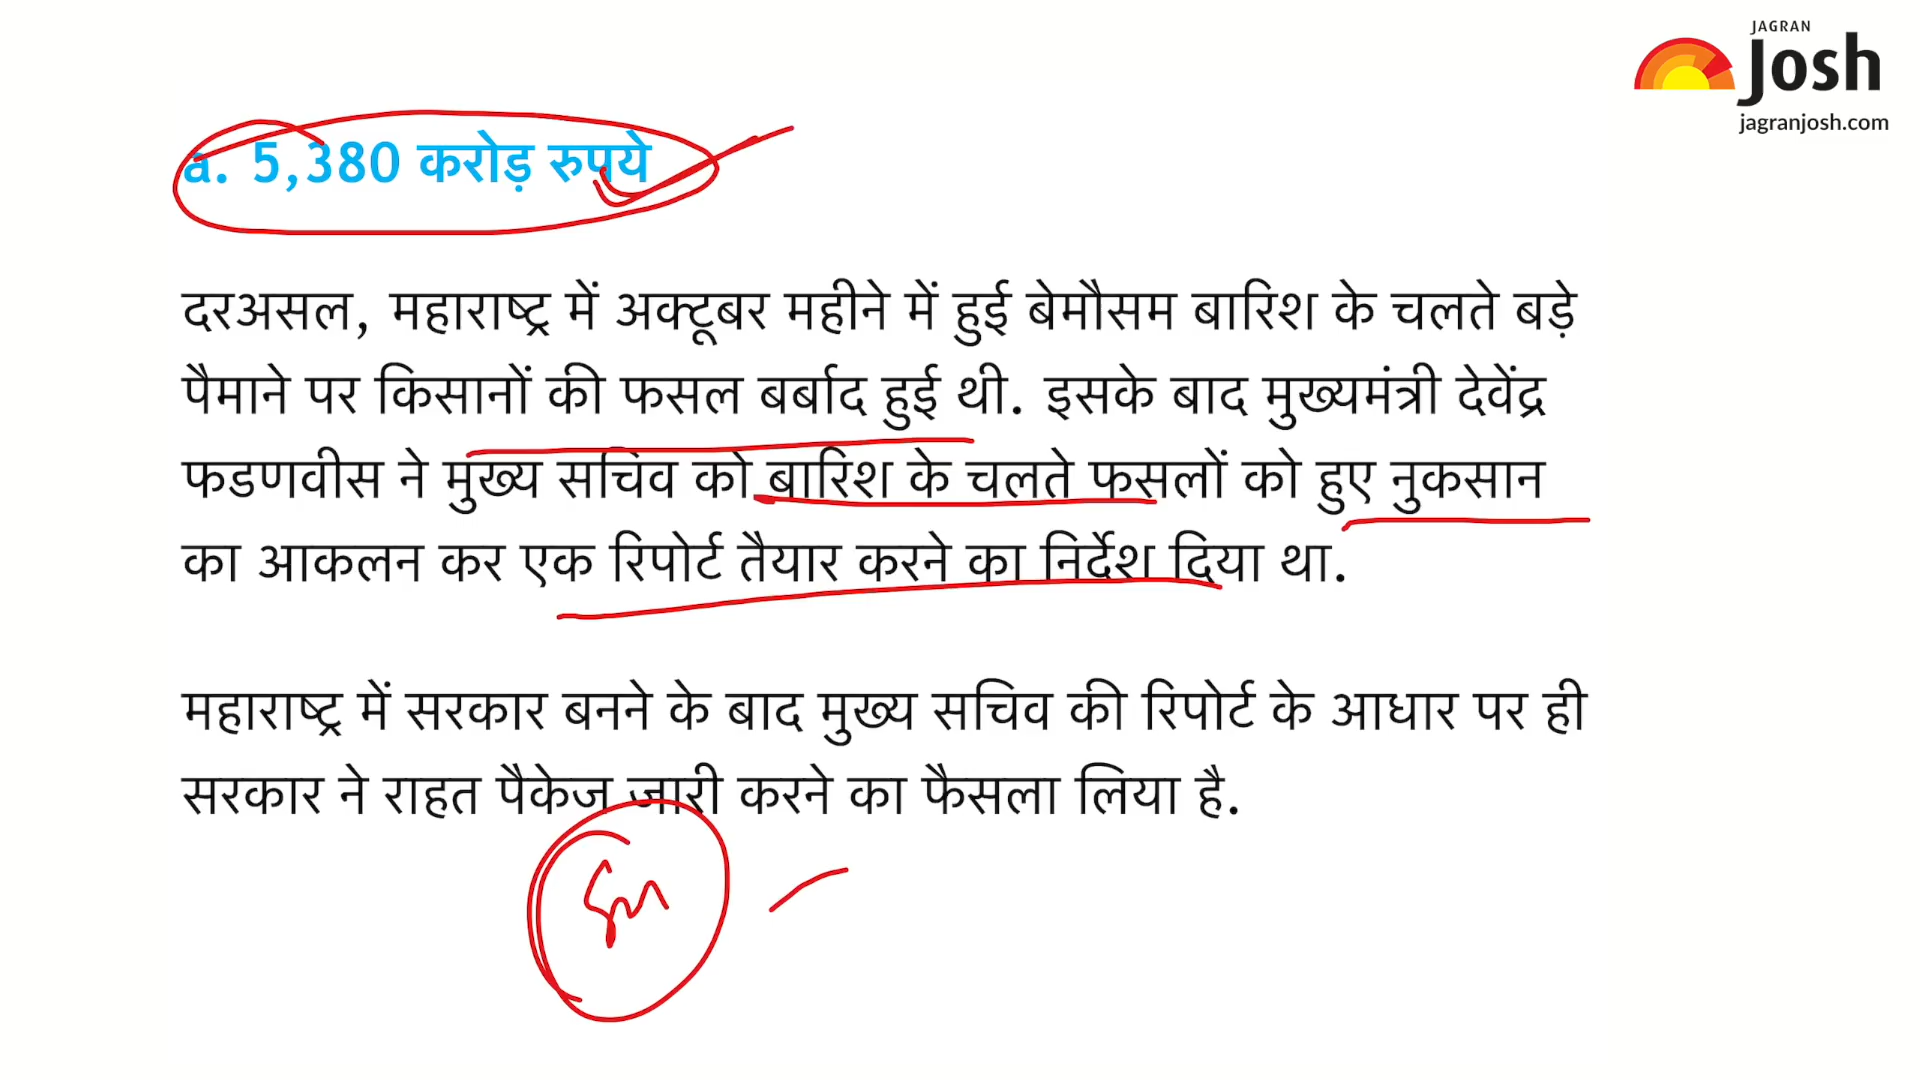 JAGRAN
Josh
jagranjosh.com
a. 5,380 करोड़ रुपये
दरअसल, महाराष्ट्र में अक्टूबर महीने में हुई बेमौसम बारिश के चलते बड़े
पैमाने पर किसानों की फसल बर्बाद हुई थी. इसके बाद मुख्यमंत्री देवेंद्र
फडणवीस ने मुख्य सचिव को बारिश के चलते फसलों को हुए नुकसान
का आकलन कर एक रिपोर्ट तैयार करने का निर्देश दिया था.
महाराष्ट्र में सरकार बनने के बाद मुख्य सचिव की रिपोर्ट के आधार पर ही
सरकार ने राहत पैकेज जारी करने का फैसला लिया है.